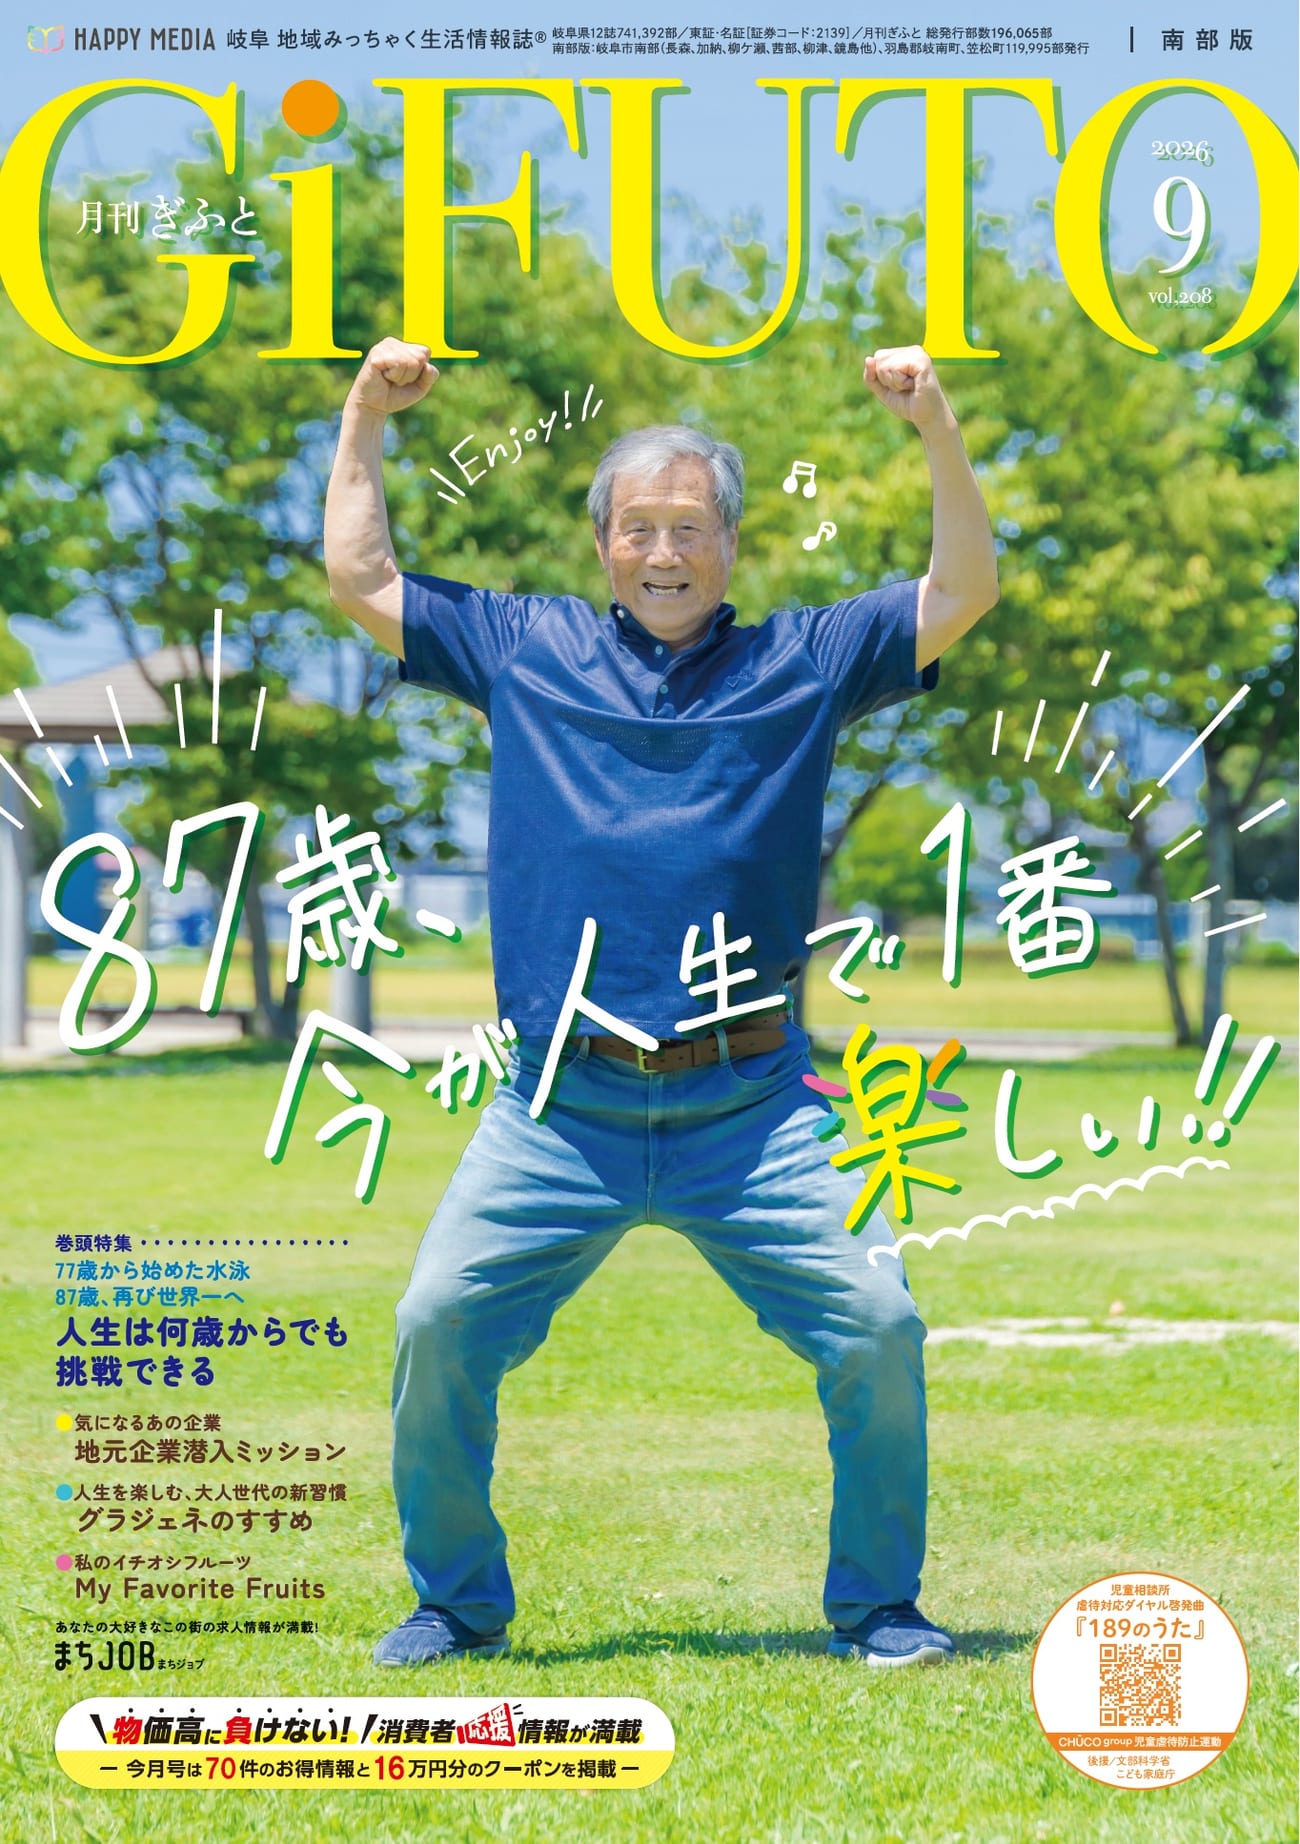 HAPPY MEDIA 岐阜 地域みっちゃく生活情報誌®
岐阜県12誌741,392部／東証・名証[証券コード：2139]／月刊ぎふと 総発行部数196,065部
南部版：岐阜市南部(長森、加納、柳ケ瀬、茜部、柳津、鏡島他)、羽島郡岐南町、笠松町119,995部発行
南部版
GiFUTO
月刊ぎふと
2026
9
vol.208
Enjoy!
87歳、
今が人生で1番
楽しい!!
巻頭特集
77歳から始めた水泳
87歳、再び世界一へ
人生は何歳からでも
挑戦できる
気になるあの企業
地元企業潜入ミッション
人生を楽しむ、大人世代の新習慣
グラジェネのすすめ
私のイチオシフルーツ
My Favorite Fruits
あなたの大好きなこの街の求人情報が満載!
まちJOBまちジョブ
物価高に負けない! 消費者応援情報が満載
今月号は70件のお得情報と16万円分のクーポンを掲載
児童相談所
虐待対応ダイヤル啓発曲
『189のうた』
CHŪCO group 児童虐待防止運動
後援／文部科学省
こども家庭庁